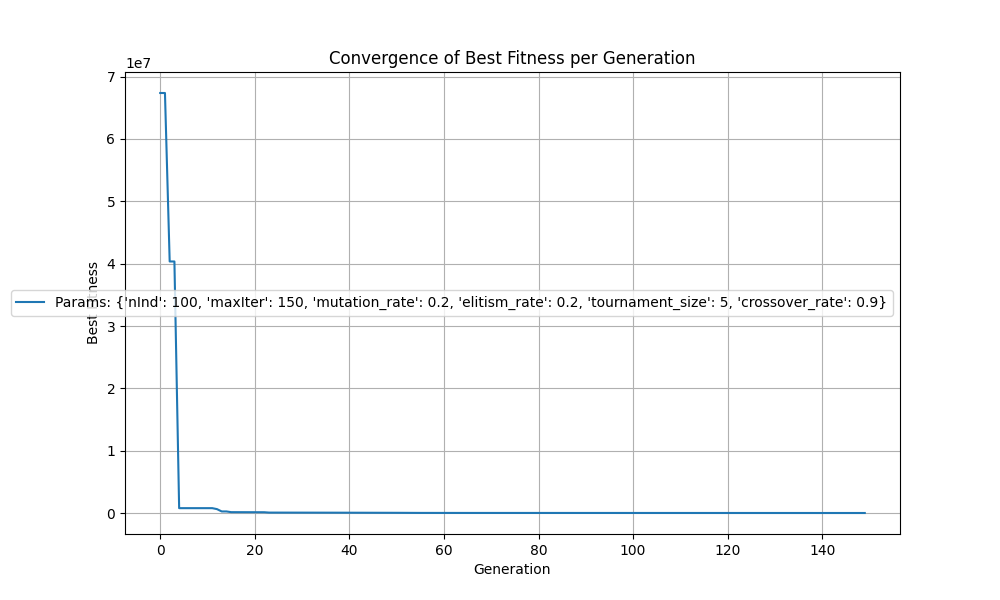 Convergence of Best Fitness per Generation
1e7
7
6
5
4
3
2
1
0
Best
ness
Params: {'nInd': 100, 'maxIter': 150, 'mutation_rate': 0.2, 'elitism_rate': 0.2, 'tournament_size': 5, 'crossover_rate': 0.9}
0 20 40 60 80 100 120 140
Generation